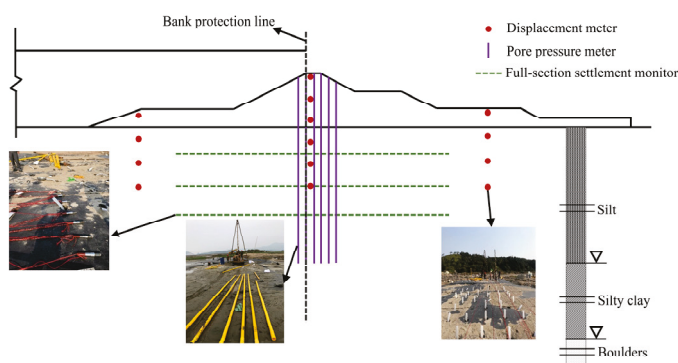 Bank protection line
Displacement meter
Pore pressure meter
Full-section settlement monitor
Silt
Silty clay
Boulders